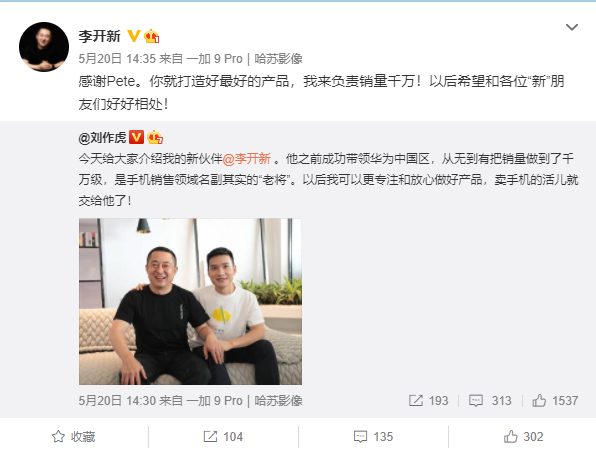 李开新
5月20日 14:35 来自 一加 9 Pro | 哈苏影像
感谢Pete。你就打造好最好的产品，我来负责销量千万！以后希望和各位“新”朋
友们好好相处！
@刘作虎
今天给大家介绍我的新伙伴@李开新 。他之前成功带领华为中国区，从无到有把销量做到了千
万级，是手机销售领域名副其实的“老将”。以后我可以更专注和放心做好产品，卖手机的活儿就
交给他了！
5月20日 14:30 来自 一加 9 Pro | 哈苏影像
193 313 1537
收藏 104 135 302